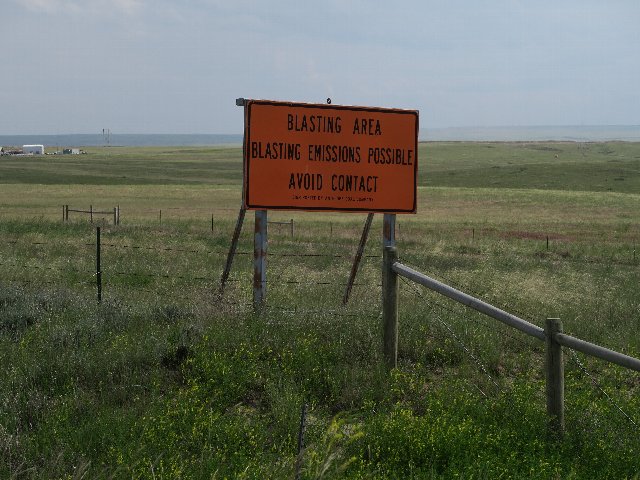 BLASTING AREA
BLASTING EMISSIONS POSSIBLE
AVOID CONTACT